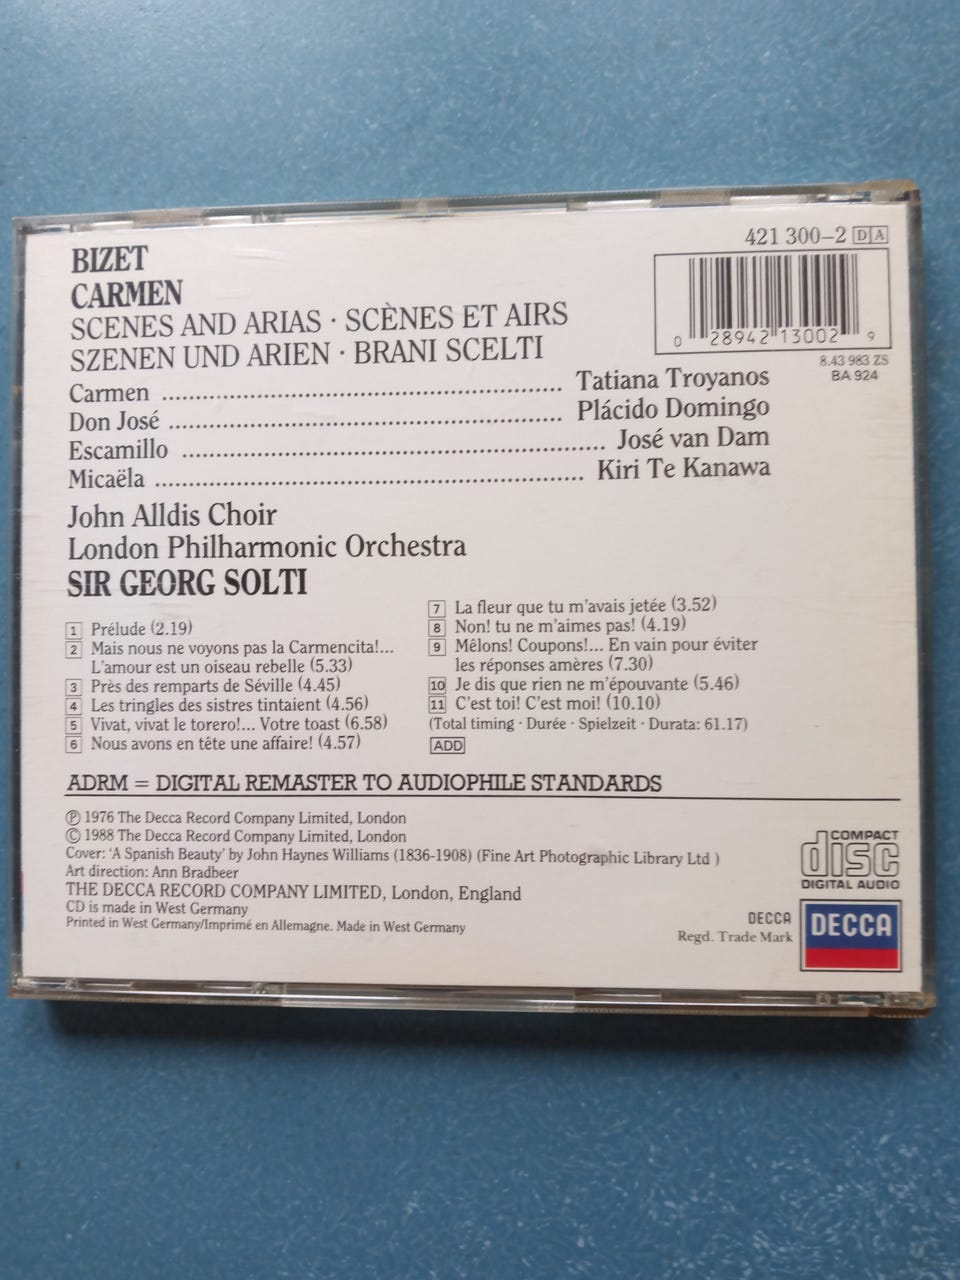 421 300-2 DA
BIZET
CARMEN
SCENES AND ARIAS · SCÈNES ET AIRS
SZENEN UND ARIEN · BRANI SCELTI
0 28942 13002 9
8.43 983 ZS
BA 924
Carmen ........ Tatiana Troyanos
Don José ........ Plácido Domingo
Escamillo ........ José van Dam
Micaëla ........ Kiri Te Kanawa
John Alldis Choir
London Philharmonic Orchestra
SIR GEORG SOLTI
1 Prélude (2.19)
2 Mais nous ne voyons pas la Carmencita!...
L'amour est un oiseau rebelle (5.33)
3 Près des remparts de Séville (4.45)
4 Les tringles des sistres tintaient (4.56)
5 Vivat, vivat le torero!... Votre toast (6.58)
6 Nous avons en tête une affaire! (4.57)
7 La fleur que tu m'avais jetée (3.52)
8 Non! tu ne m'aimes pas! (4.19)
9 Mêlons! Coupons!... En vain pour éviter
les réponses amères (7.30)
10 Je dis que rien ne m'épouvante (5.46)
11 C'est toi! C'est moi! (10.10)
(Total timing · Durée · Spielzeit · Durata: 61.17)
ADD
ADRM = DIGITAL REMASTER TO AUDIOPHILE STANDARDS
Ⓟ 1976 The Decca Record Company Limited, London
© 1988 The Decca Record Company Limited, London
Cover: 'A Spanish Beauty' by John Haynes Williams (1836-1908) (Fine Art Photographic Library Ltd )
Art direction: Ann Bradbeer
THE DECCA RECORD COMPANY LIMITED, London, England
CD is made in West Germany
Printed in West Germany/Imprimé en Allemagne. Made in West Germany
COMPACT
disc
DIGITAL AUDIO
DECCA
Regd. Trade Mark
DECCA